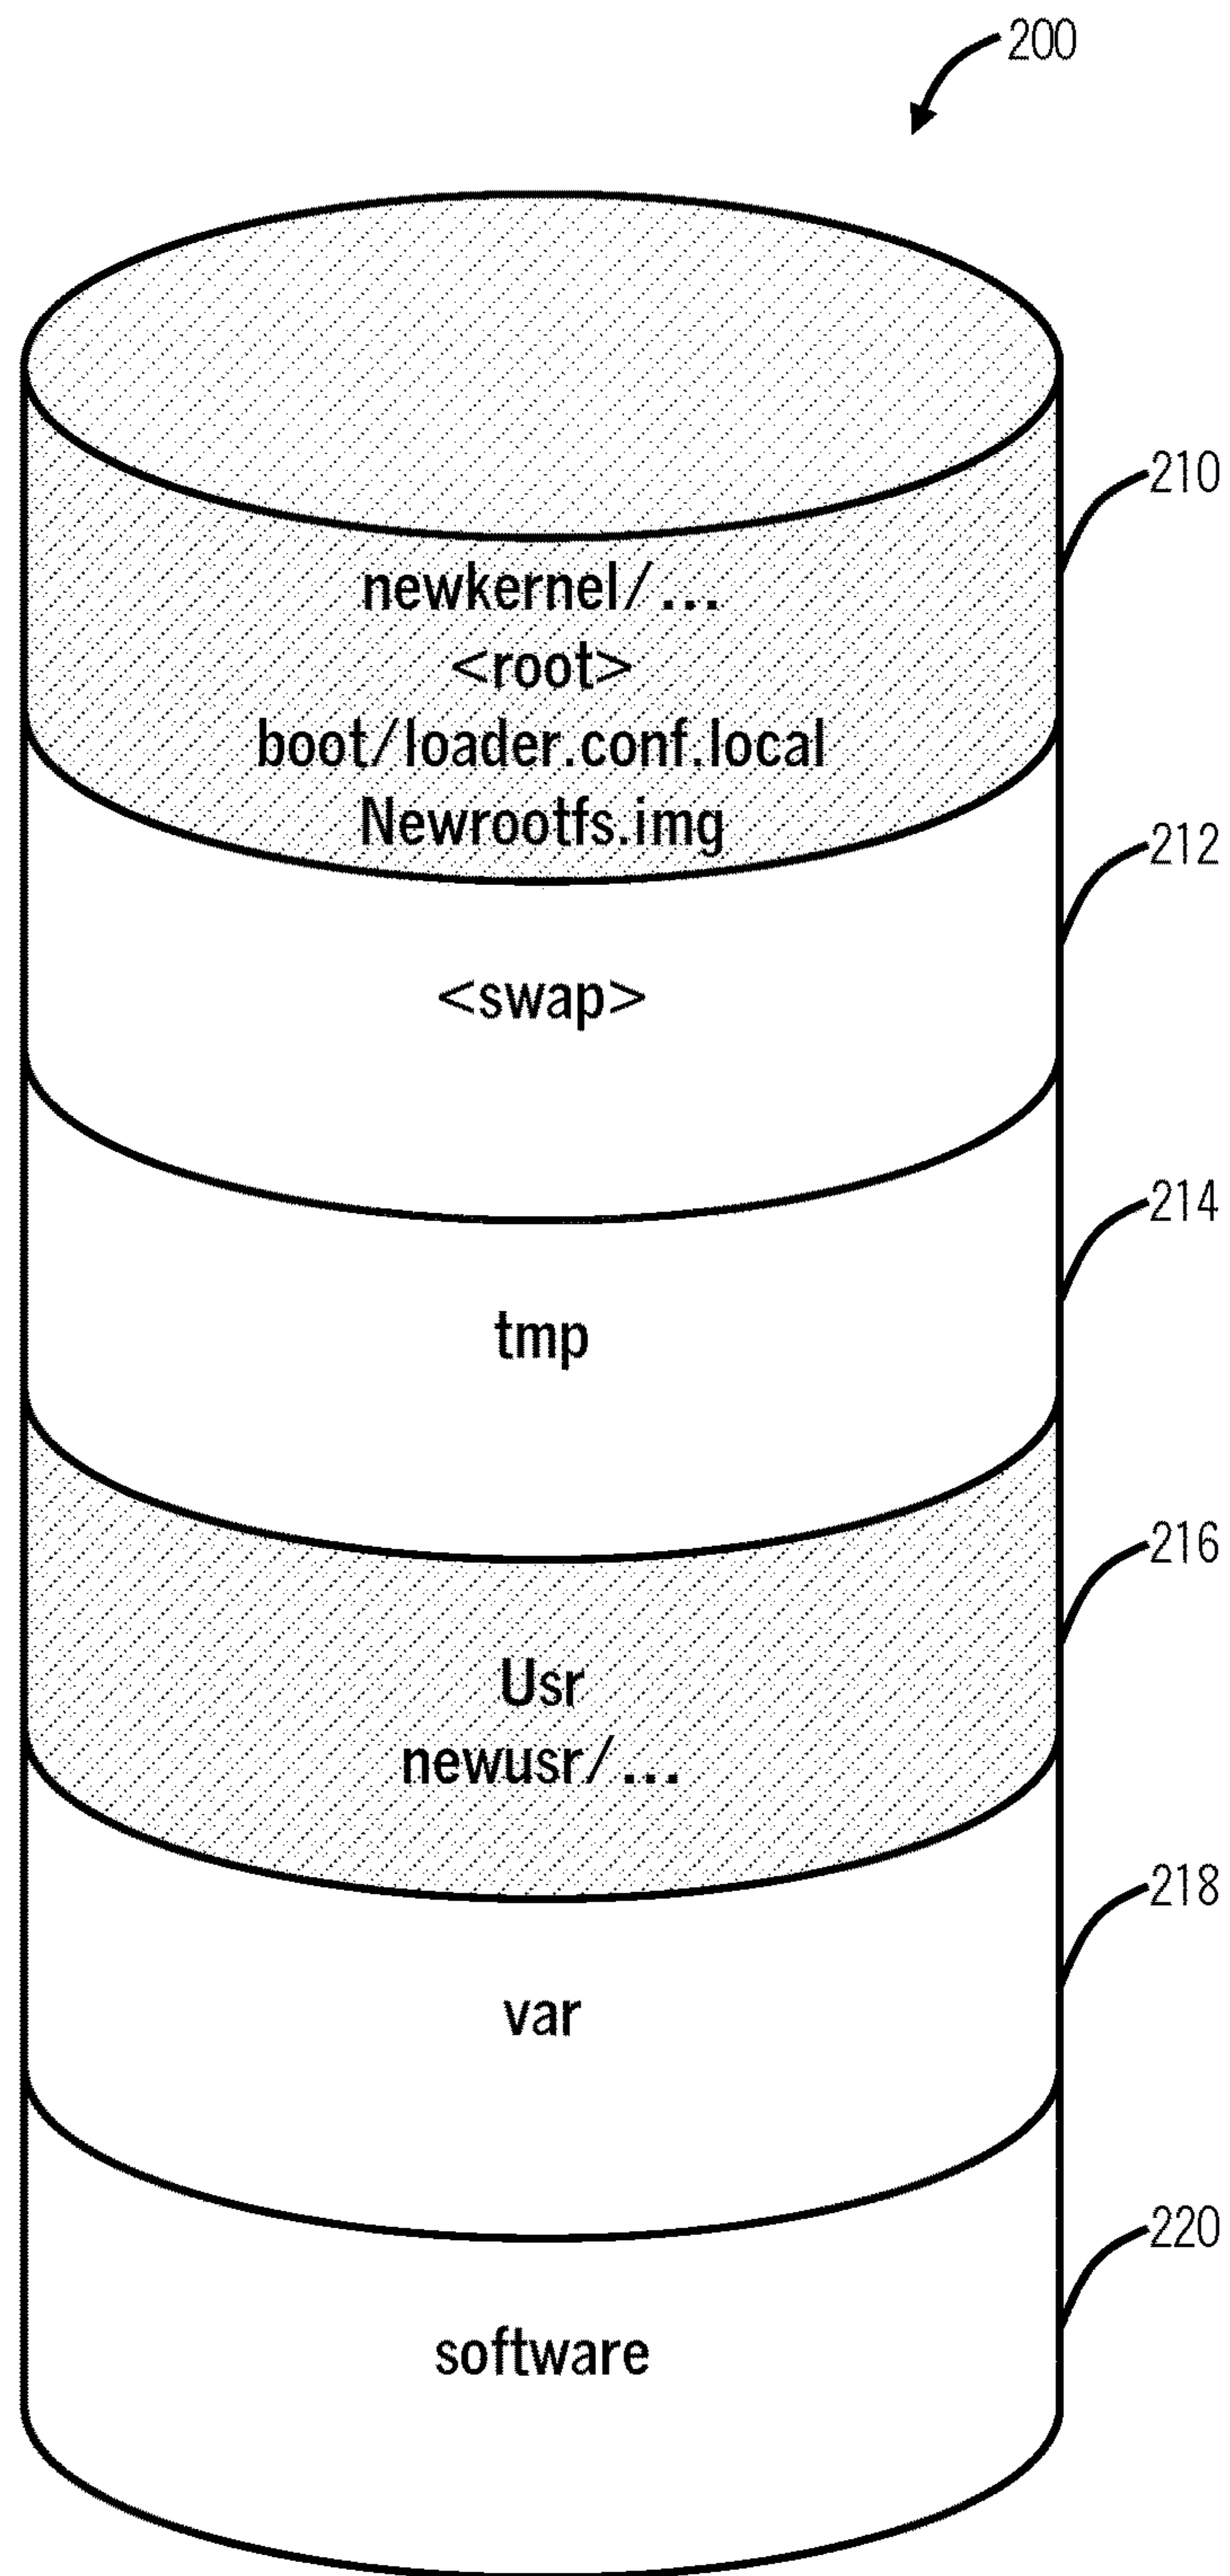 200
210
newkernel/...
<root>
boot/loader.conf.local
Newrootfs.img
212
<swap>
214
tmp
216
Usr
newusr/...
218
var
220
software